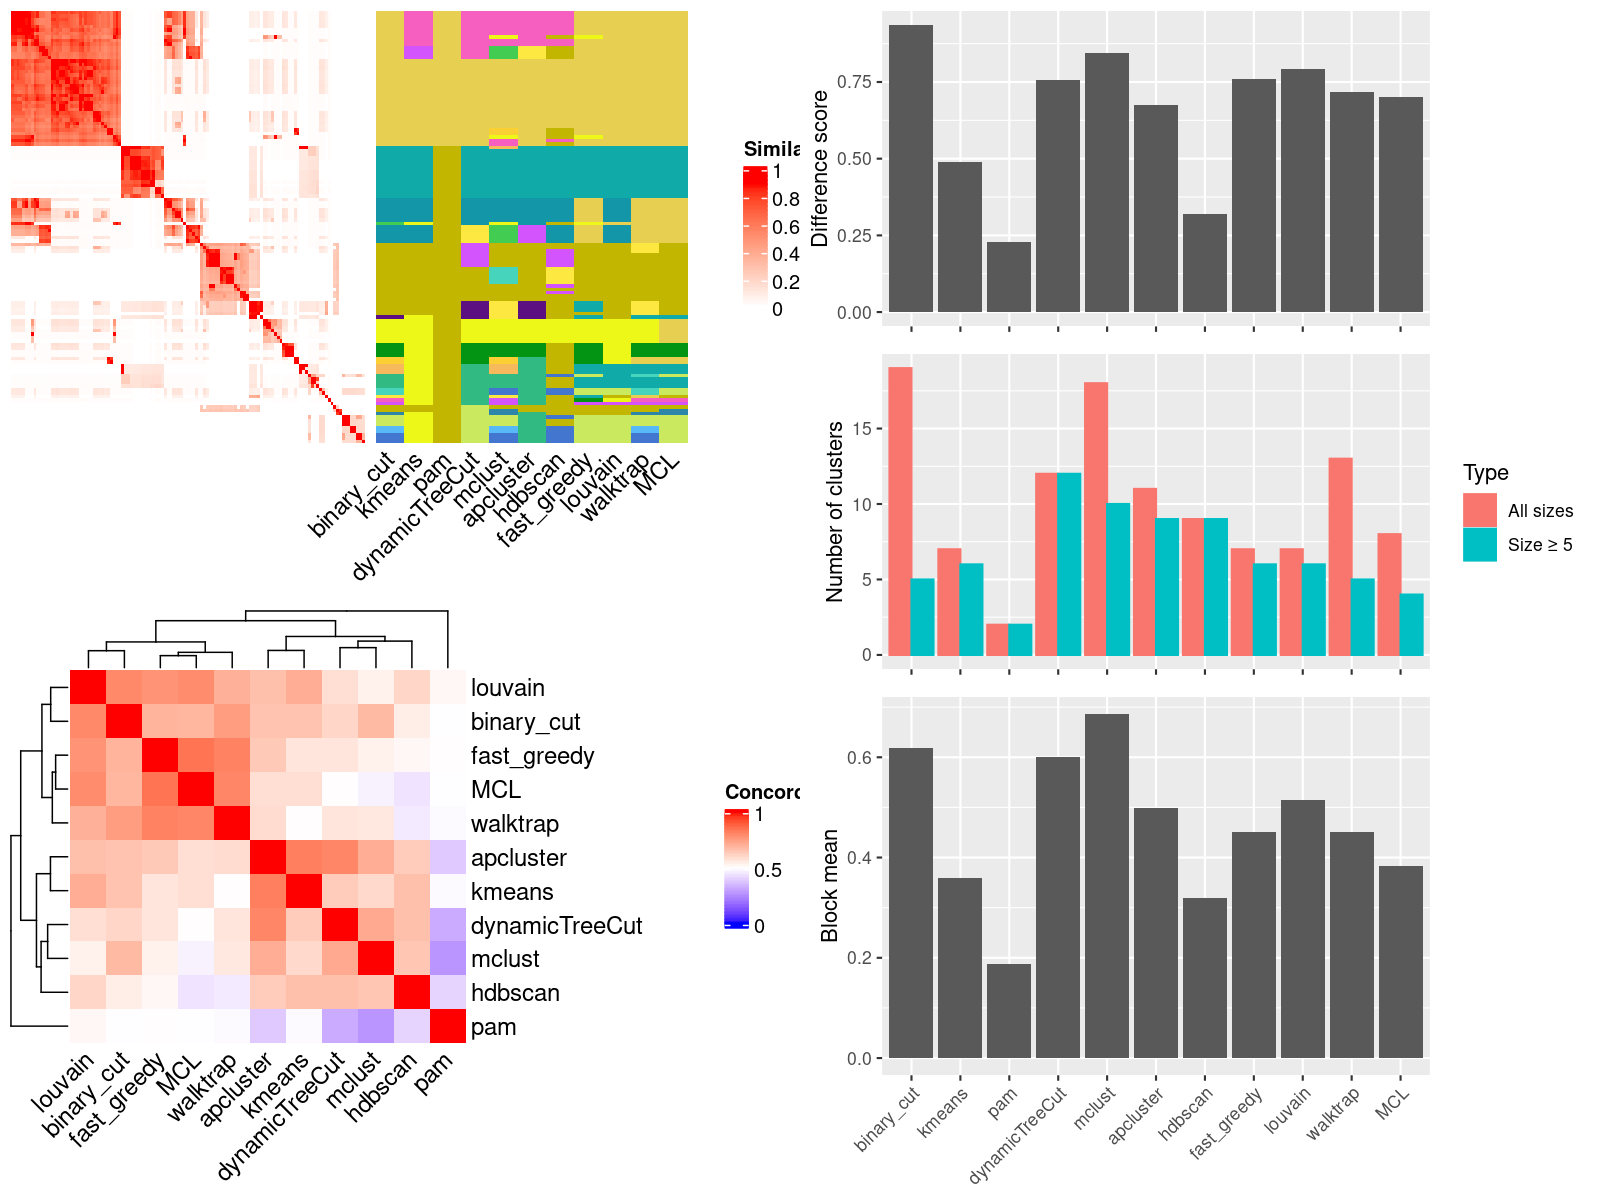 Simila
1
0.8
0.6
0.4
0.2
0
binary_cut
kmeans
pam
dynamicTreeCut
mclust
apcluster
hdbscan
fast_greedy
louvain
walktrap
MCL
louvain
binary_cut
fast_greedy
MCL
walktrap
apcluster
kmeans
dynamicTreeCut
mclust
hdbscan
pam
louvain
binary_cut
fast_greedy
MCL
walktrap
apcluster
kmeans
dynamicTreeCut
mclust
hdbscan
pam
Concord
1
0.5
0
Difference score
0.75
0.50
0.25
0.00
Number of clusters
15
10
5
0
Type
All sizes
Size ≥ 5
Block mean
0.6
0.4
0.2
0.0
binary_cut
kmeans
pam
dynamicTreeCut
mclust
apcluster
hdbscan
fast_greedy
louvain
walktrap
MCL